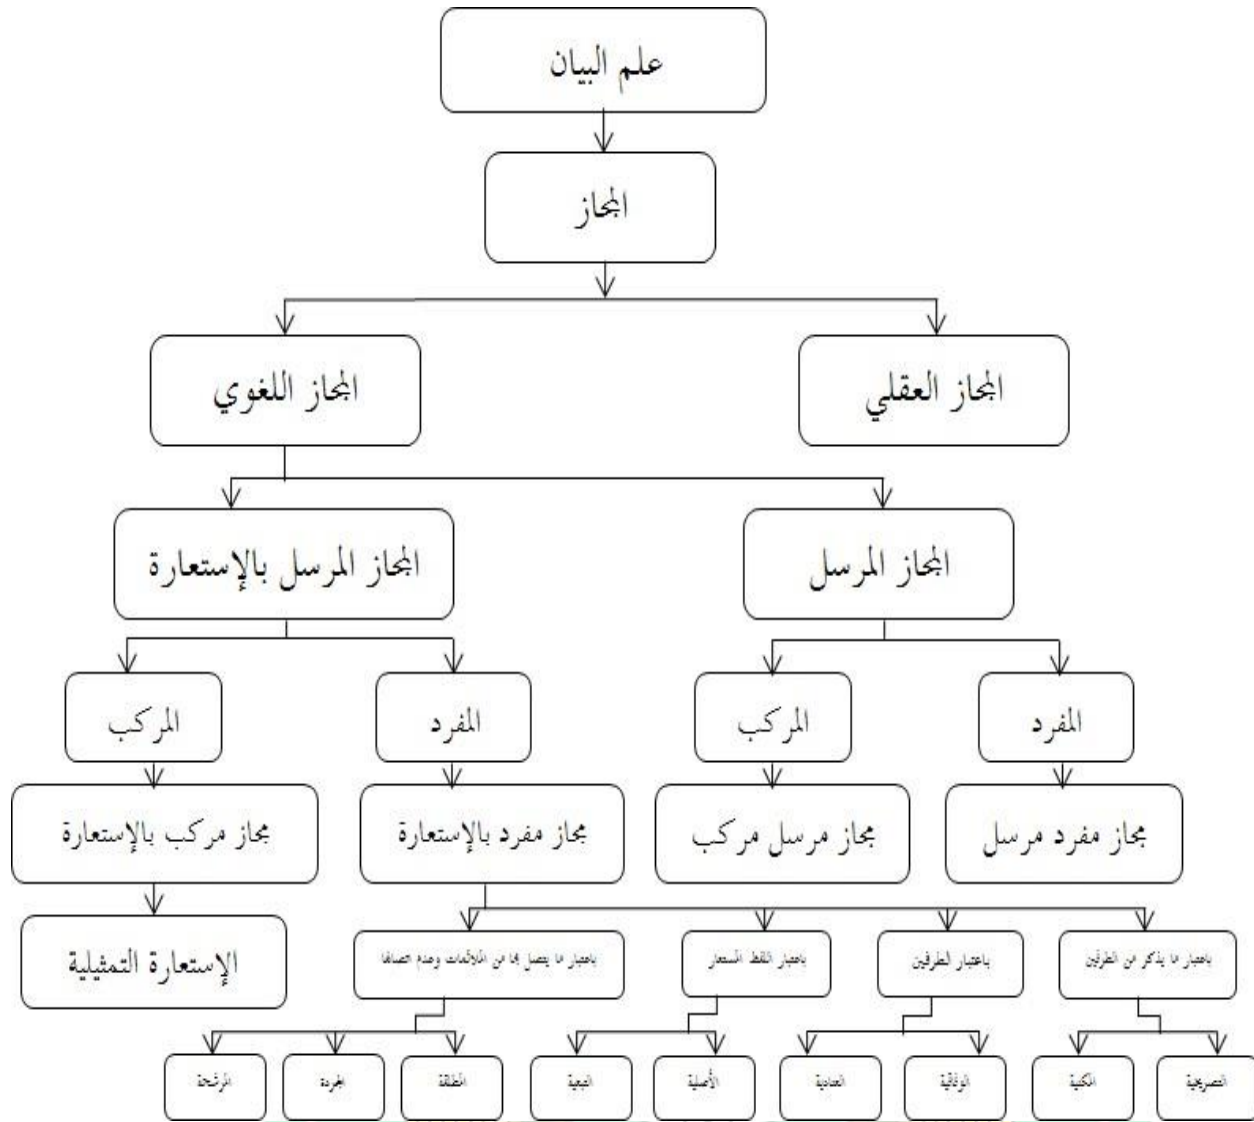 علم البيان
المجاز
المجاز العقلي
المجاز اللغوي
المجاز المرسل
المجاز المرسل بالإستعارة
المفرد
المركب
المفرد
المركب
مجاز مفرد مرسل
مجاز مرسل مركب
مجاز مفرد بالإستعارة
مجاز مركب بالإستعارة
باعتبار ما يذكر من الطرفين
باعتبار الطرفين
باعتبار اللفظ المستعار
باعتبار ما يتصل بها من الملائمات وعدم اتصالها
الإستعارة التمثيلية
التصريحية
المكنية
الوفاقية
العنادية
الأصلية
التبعية
المطلقة
المجردة
المرشحة